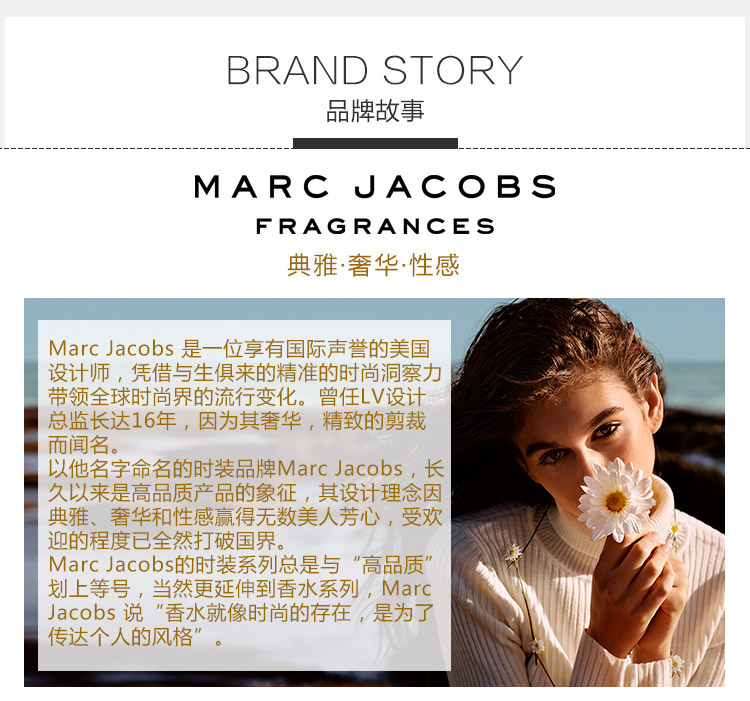 BRAND STORY
品牌故事
MARC JACOBS
FRAGRANCES
典雅·奢华·性感
Marc Jacobs 是一位享有国际声誉的美国
设计师，凭借与生俱来的精准的时尚洞察力
带领全球时尚界的流行变化。曾任LV设计
总监长达16年，因为其奢华，精致的剪裁
而闻名。
以他名字命名的时装品牌Marc Jacobs，长
久以来是高品质产品的象征，其设计理念因
典雅、奢华和性感赢得无数美人芳心，受欢
迎的程度已全然打破国界。
Marc Jacobs的时装系列总是与“高品质”
划上等号，当然更延伸到香水系列，Marc
Jacobs 说“香水就像时尚的存在，是为了
传达个人的风格”。